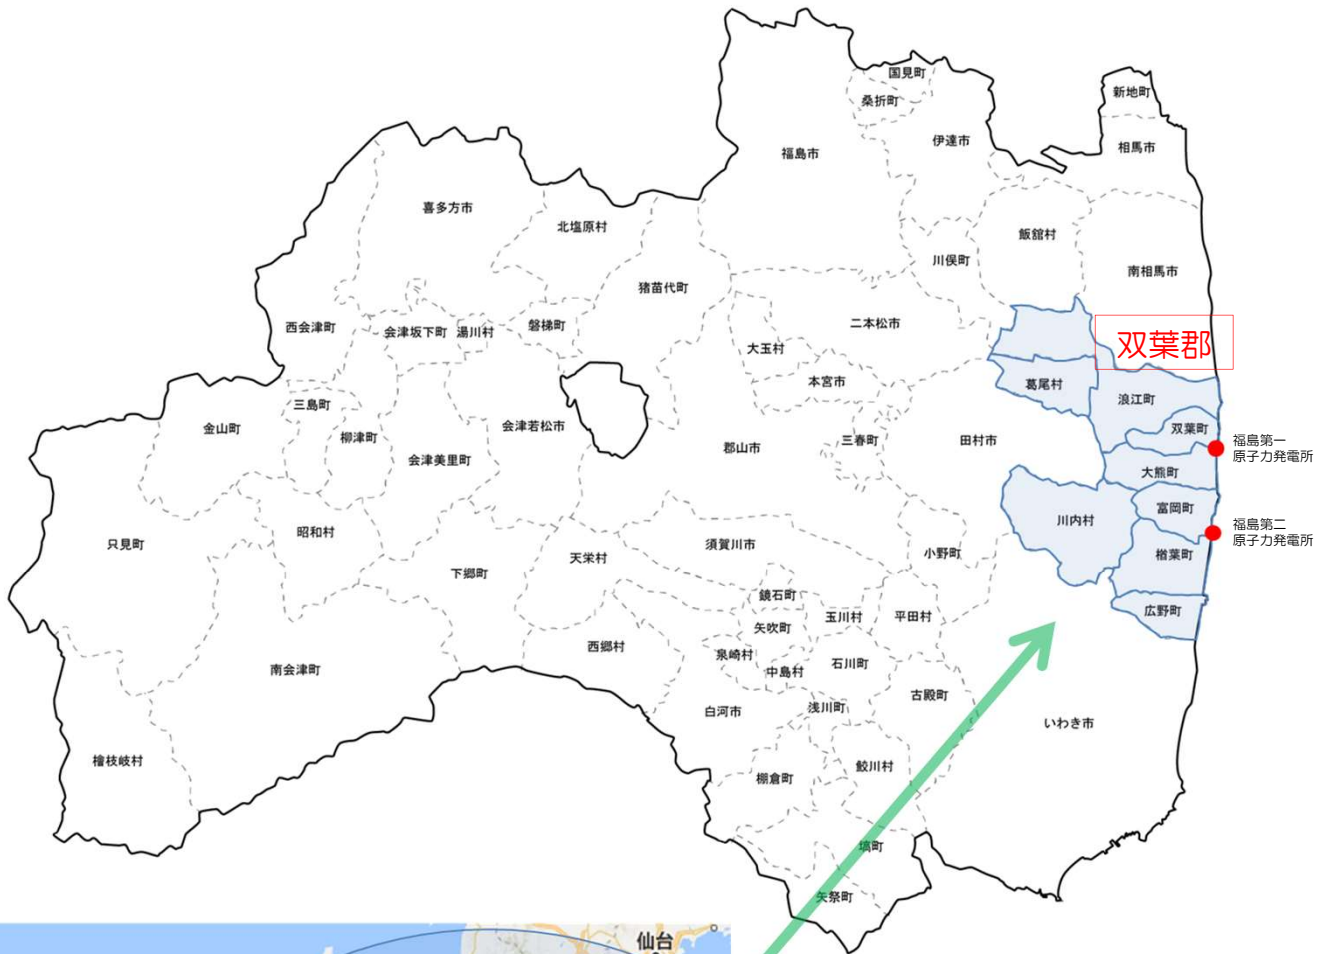 国見町
桑折町
新地町
伊達市
相馬市
福島市
喜多方市
北塩原村
飯舘村
川俣町
南相馬市
猪苗代町
西会津町
会津坂下町
湯川村
磐梯町
二本松市
大玉村
双葉郡
本宮市
葛尾村
浪江町
三島町
金山町
柳津町
会津若松市
会津美里町
郡山市
三春町
田村市
双葉町
福島第一
原子力発電所
大熊町
富岡町
川内村
福島第二
原子力発電所
楢葉町
只見町
昭和村
下郷町
天栄村
須賀川市
小野町
鏡石町
玉川村
平田村
広野町
矢吹町
西郷村
泉崎村
中島村
石川町
南会津町
古殿町
白河市
浅川町
いわき市
檜枝岐村
棚倉町
鮫川村
塙町
矢祭町
仙台